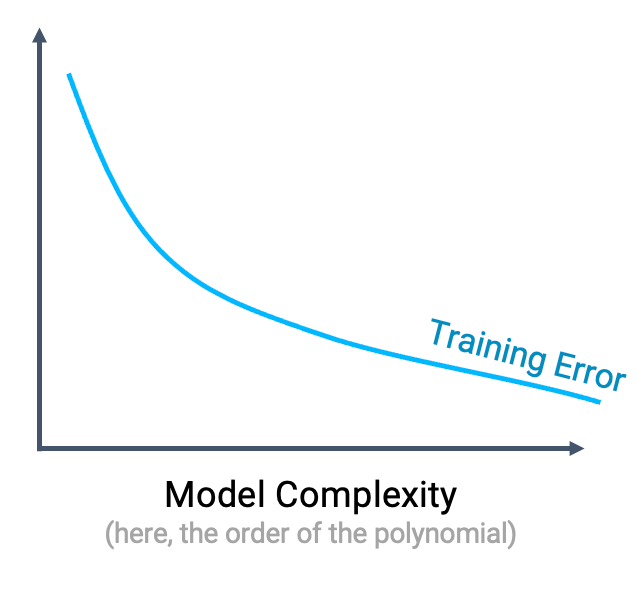 Training Error
Model Complexity
(here, the order of the polynomial)